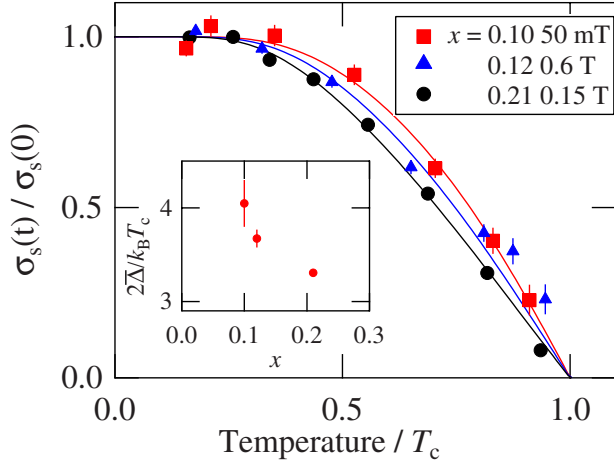 1.0
0.5
0.0
σs(t) / σs(0)
x = 0.10 50 mT
0.12 0.6 T
0.21 0.15 T
4
3
2Δ̅/kBTc
0.0 0.1 0.2 0.3
x
0.0 0.5 1.0
Temperature / Tc